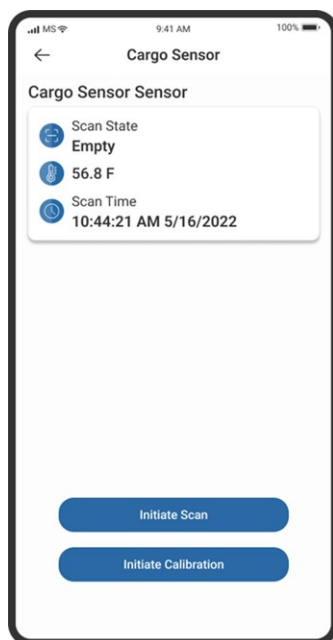 MS 9:41 AM 100%
Cargo Sensor
Cargo Sensor Sensor
Scan State
Empty
56.8 F
Scan Time
10:44:21 AM 5/16/2022
Initiate Scan
Initiate Calibration